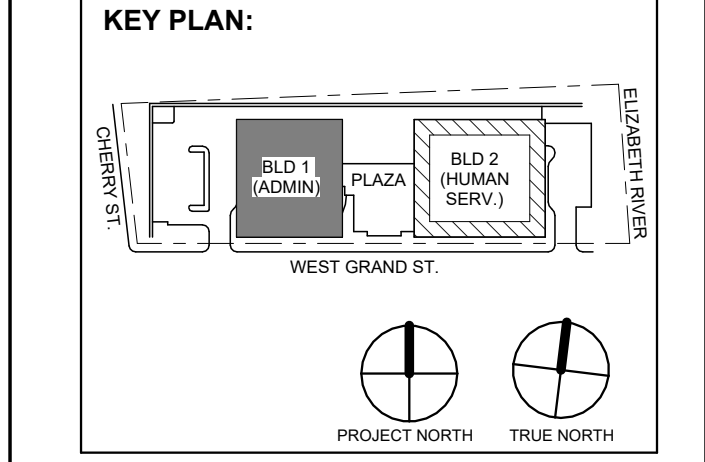 KEY PLAN:
CHERRY ST.
BLD 1
(ADMIN)
PLAZA
BLD 2
(HUMAN
SERV.)
ELIZABETH RIVER
WEST GRAND ST.
PROJECT NORTH
TRUE NORTH